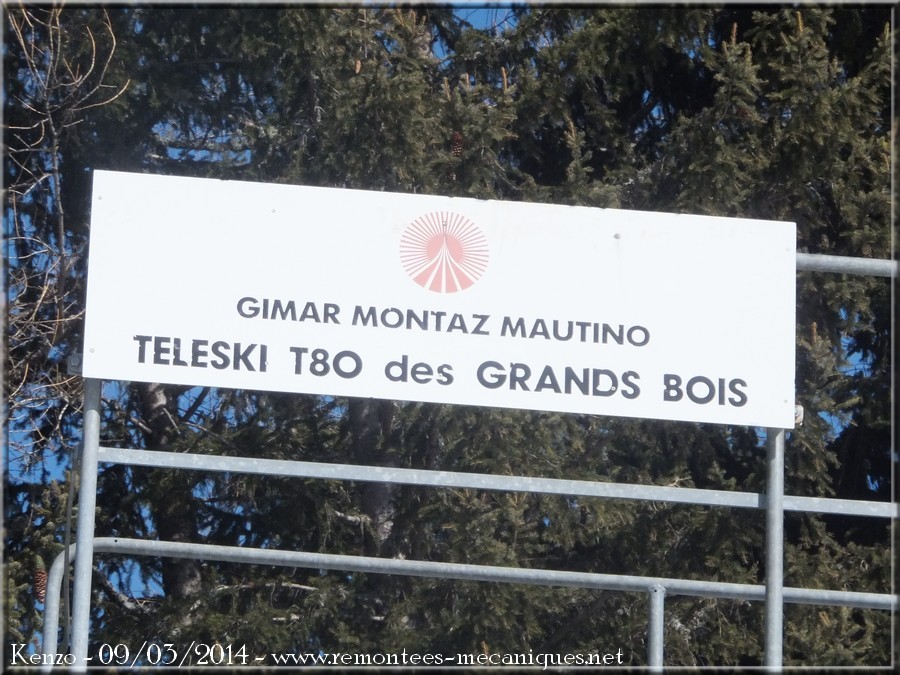 GIMAR MONTAZ MAUTINO
TELESKI T80 des GRANDS BOIS
Kenzo - 09/03/2014 - www.remontees-mecaniques.net